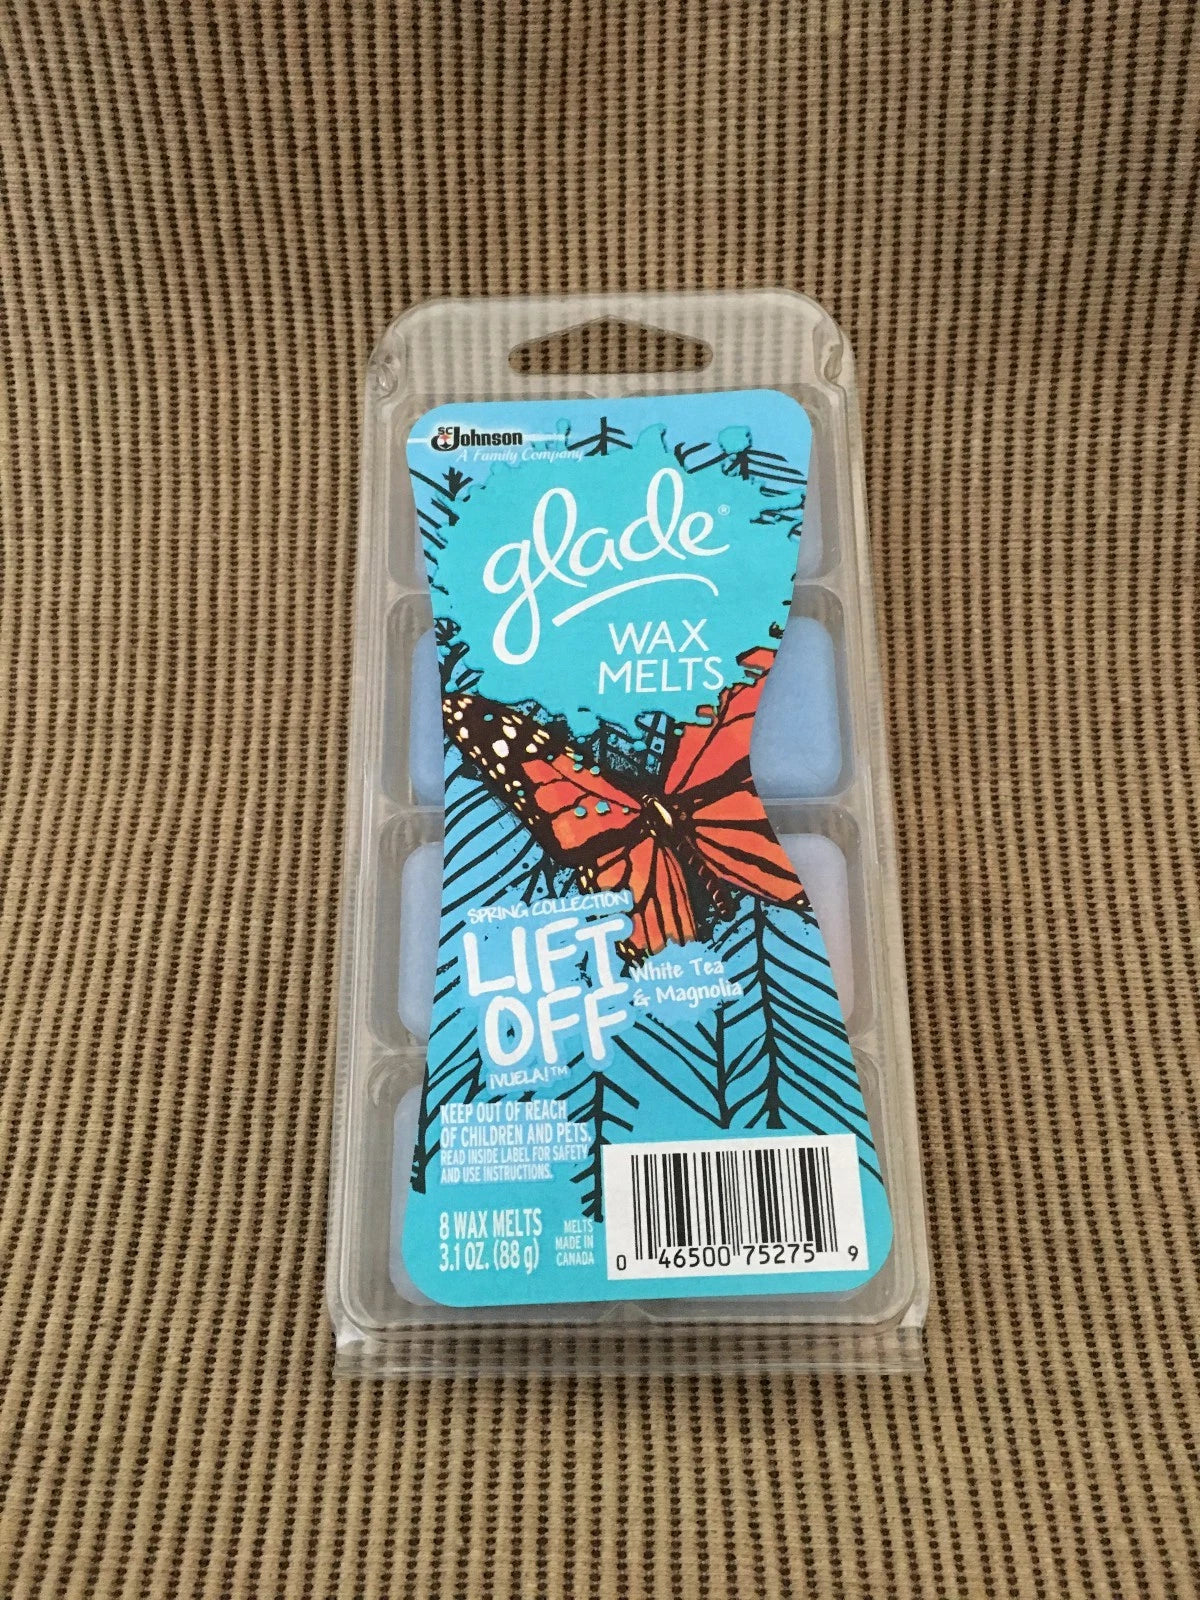 SC Johnson
A Family Company
glade®
WAX
MELTS
SPRING COLLECTION
LIFT
OFF
White Tea
& Magnolia
¡VUELA!™
KEEP OUT OF REACH
OF CHILDREN AND PETS.
READ INSIDE LABEL FOR SAFETY
AND USE INSTRUCTIONS.
8 WAX MELTS
3.1 OZ. (88 g)
MELTS
MADE IN
CANADA
0 46500 75275 9